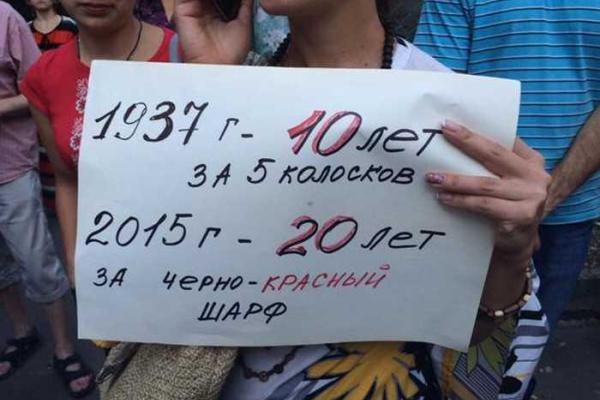 1937 г- 10 лет
за 5 колосков
2015 г - 20 лет
за черно-красный
шарф